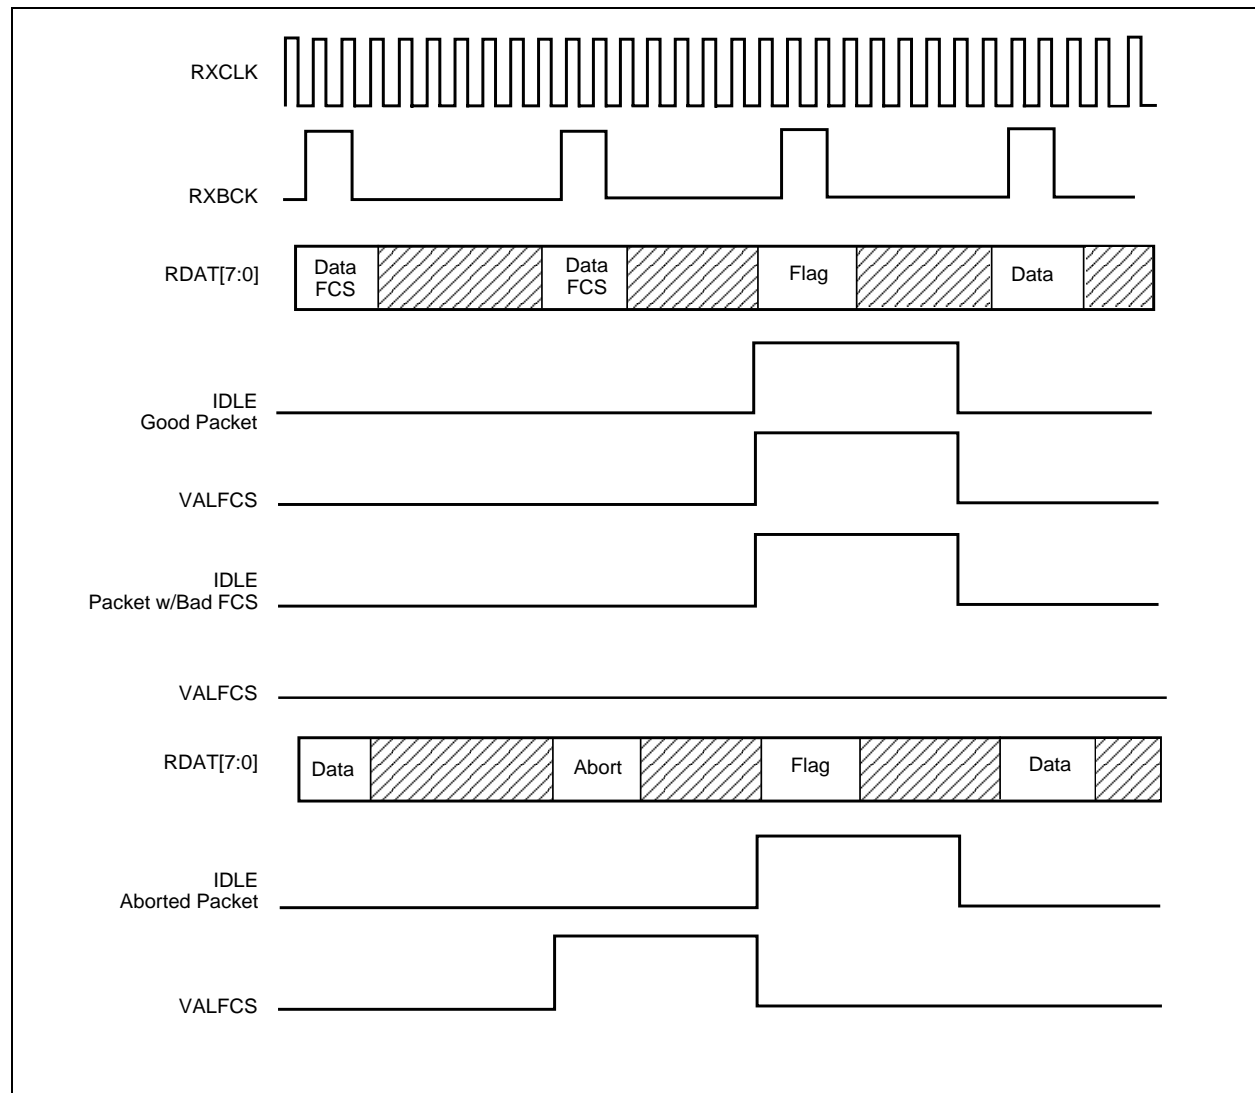 RXCLK
RXBCK
RDAT[7:0]
Data
FCS
Data
FCS
Flag
Data
IDLE
Good Packet
VALFCS
IDLE
Packet w/Bad FCS
VALFCS
RDAT[7:0]
Data
Abort
Flag
Data
IDLE
Aborted Packet
VALFCS